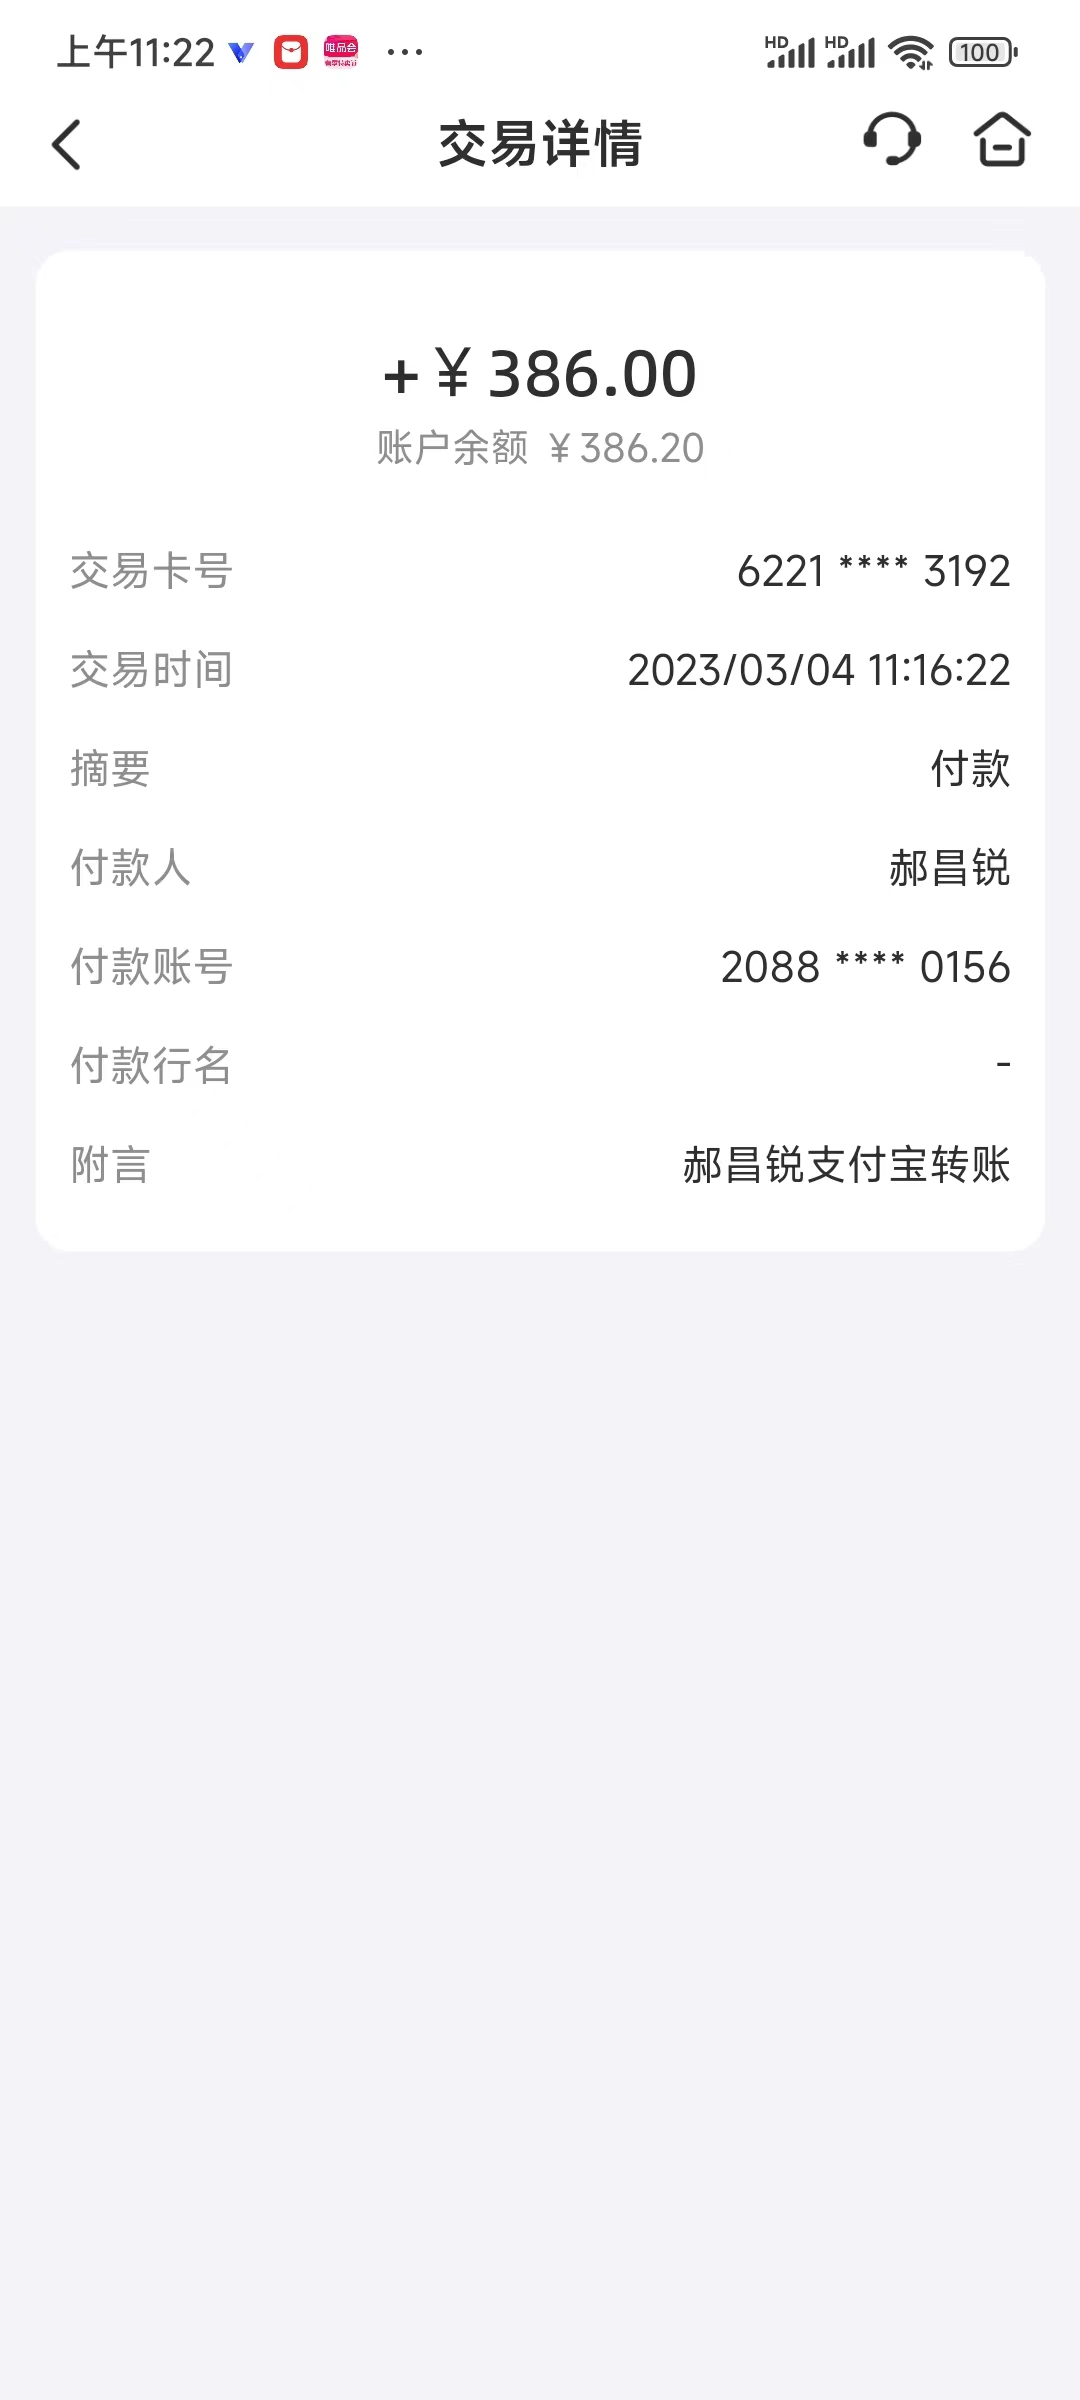 上午11:22
HD HD 100
唯品会
交易详情
+¥386.00
账户余额 ¥386.20
交易卡号 6221 **** 3192
交易时间 2023/03/04 11:16:22
摘要 付款
付款人 郝昌锐
付款账号 2088 **** 0156
付款行名 -
附言 郝昌锐支付宝转账